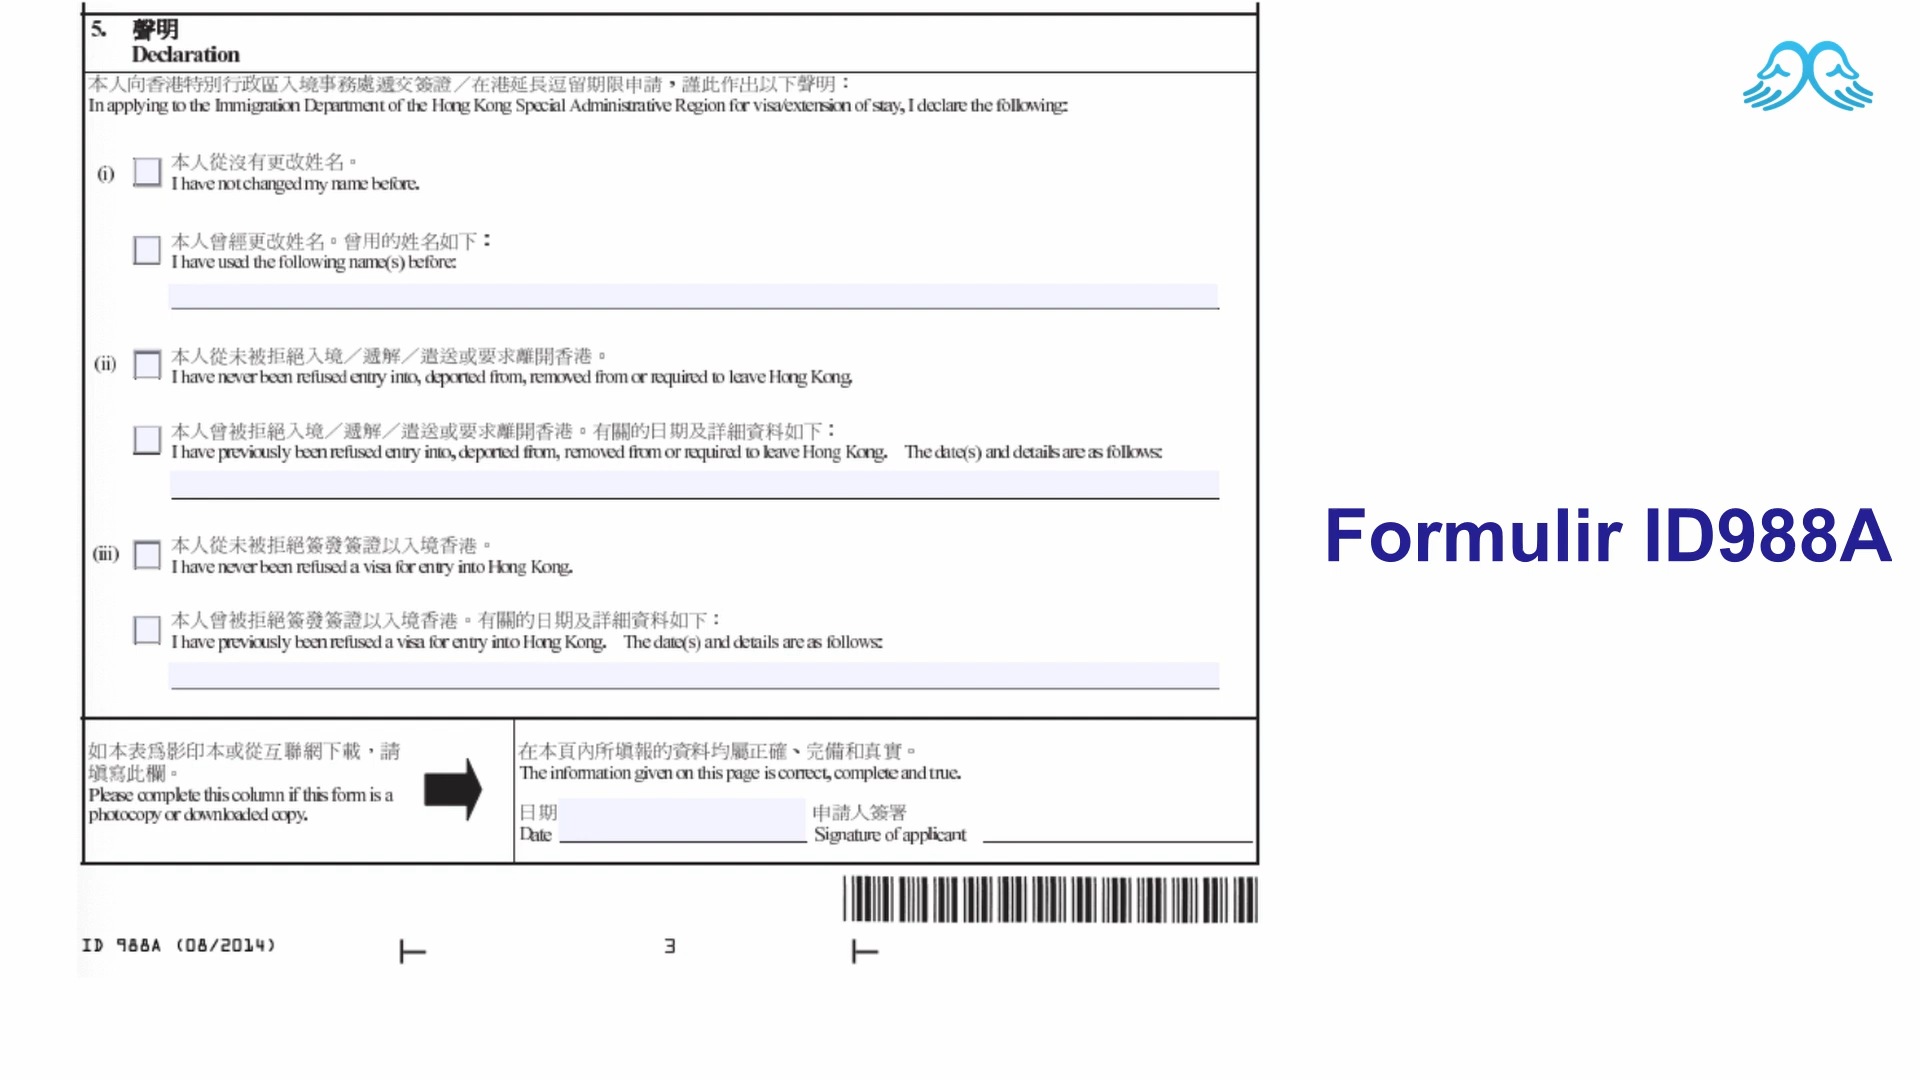 5. 聲明
Declaration
本人向香港特別行政區入境事務處遞交簽證／在港延長逗留期限申請，謹此作出以下聲明：
In applying to the Immigration Department of the Hong Kong Special Administrative Region for visa/extension of stay, I declare the following:
(i) 本人從沒有更改姓名。
I have not changed my name before.
本人曾經更改姓名。曾用的姓名如下：
I have used the following name(s) before:
(ii) 本人從未被拒絕入境／遞解／遣送或要求離開香港。
I have never been refused entry into, deported from, removed from or required to leave Hong Kong.
本人曾被拒絕入境／遞解／遣送或要求離開香港。有關的日期及詳細資料如下：
I have previously been refused entry into, deported from, removed from or required to leave Hong Kong. The date(s) and details are as follows:
Formulir ID988A
(iii) 本人從未被拒絕簽發簽證以入境香港。
I have never been refused a visa for entry into Hong Kong.
本人曾被拒絕簽發簽證以入境香港。有關的日期及詳細資料如下：
I have previously been refused a visa for entry into Hong Kong. The date(s) and details are as follows:
如本表為影印本或從互聯網下載，請
填寫此欄。
Please complete this column if this form is a
photocopy or downloaded copy.
在本頁內所填報的資料均屬正確、完備和真實。
The information given on this page is correct, complete and true.
日期 申請人簽署
Date Signature of applicant
ID 988A (08/2014) 3